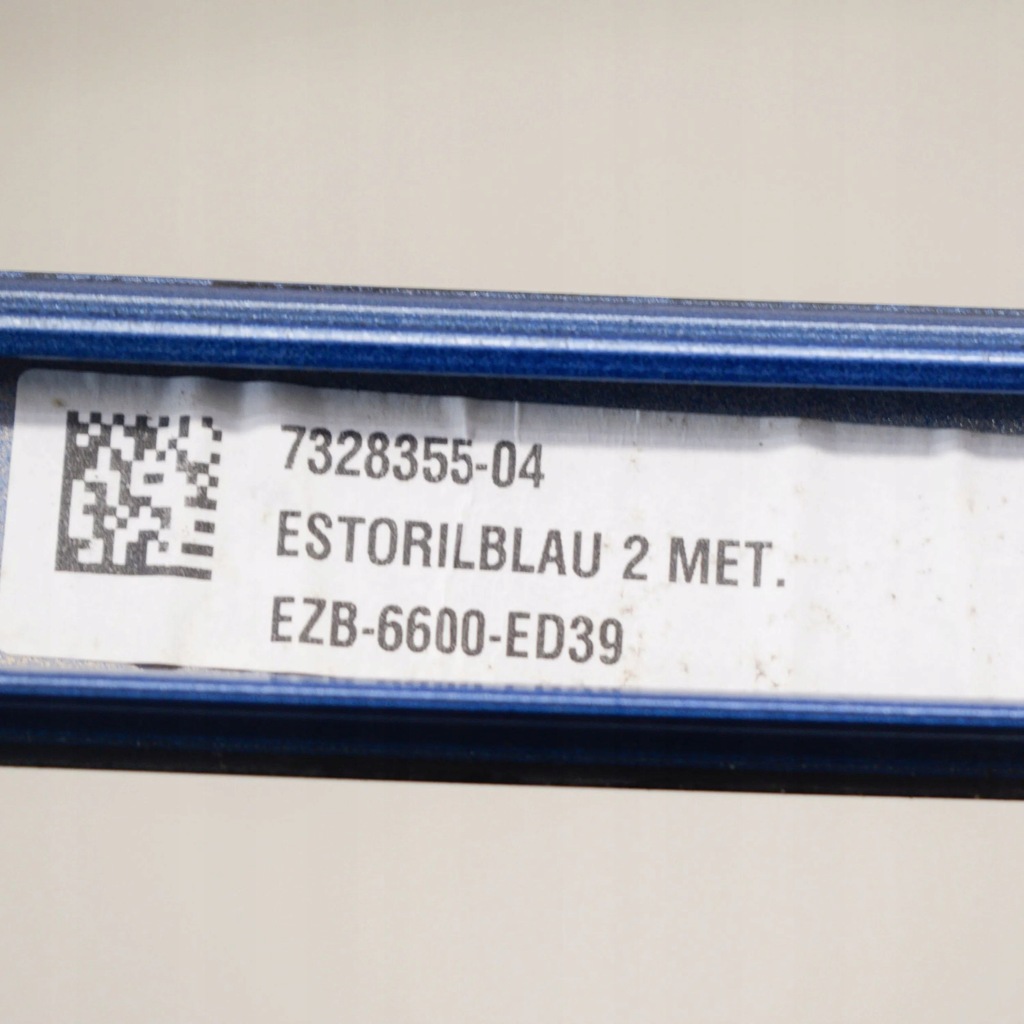 7328355-04
ESTORILBLAU 2 MET.
EZB-6600-ED39